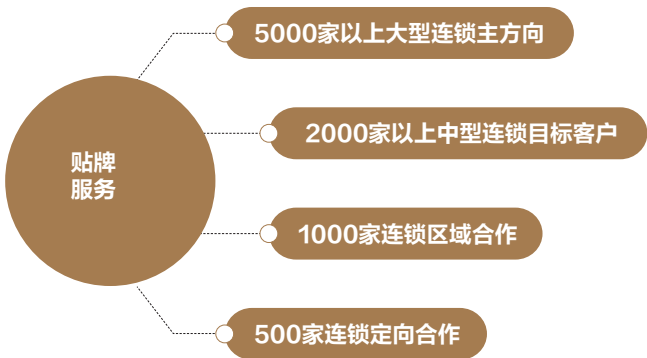 5000家以上大型连锁主方向
2000家以上中型连锁目标客户
贴牌
服务
1000家连锁区域合作
500家连锁定向合作